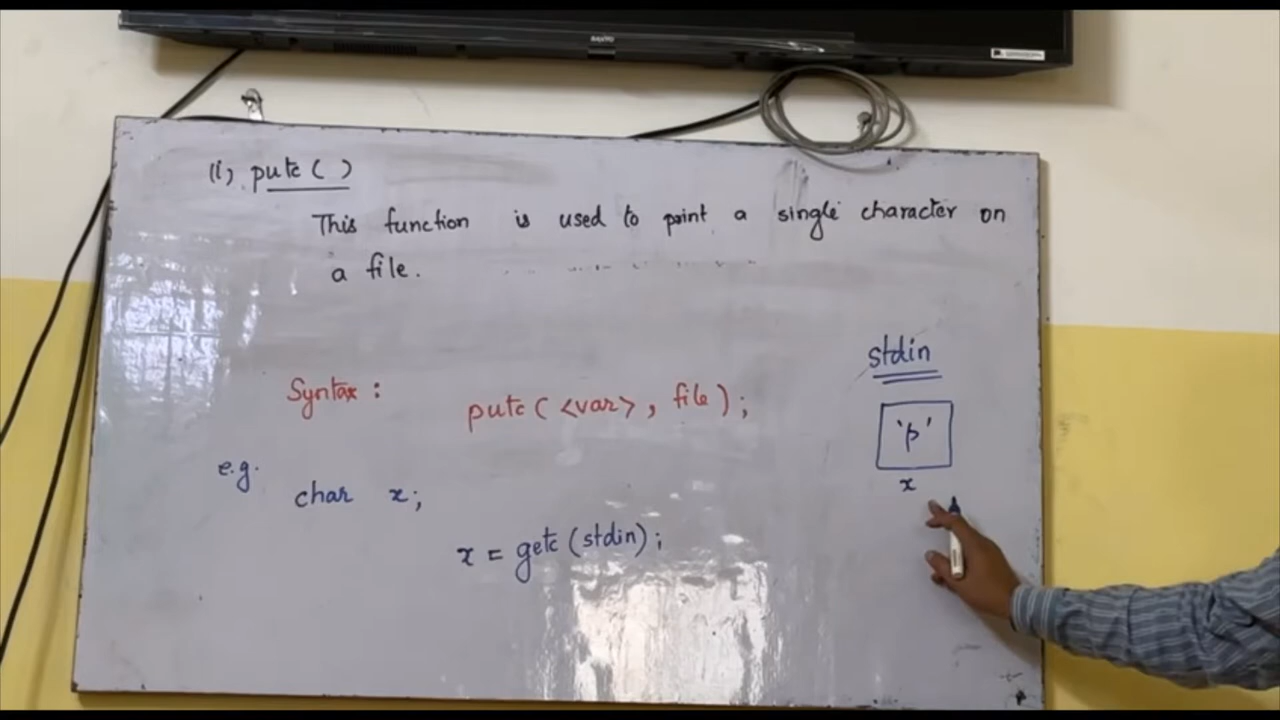 SANYO
(i) putc ( )
This function is used to print a single character on
a file.
stdin
Syntax : putc ( <var> , file ) ;
'p'
e.g.
x
char x;
x = getc (stdin) ;